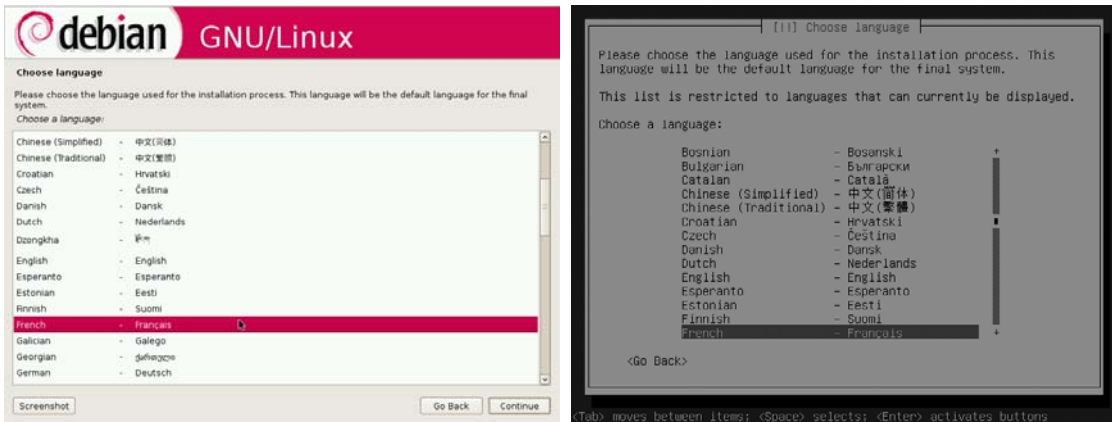 debian GNU/Linux
Choose language
Please choose the language used for the installation process. This language will be the default language for the final
system.
Choose a language:
Chinese (Simplified) - 中文(简体)
Chinese (Traditional) - 中文(繁體)
Croatian - Hrvatski
Czech - Čeština
Danish - Dansk
Dutch - Nederlands
Dzongkha -
English - English
Esperanto - Esperanto
Estonian - Eesti
Finnish - Suomi
French - Français
Galician - Galego
Georgian - ქართული
German - Deutsch
Screenshot Go Back Continue
[!!] Choose language
Please choose the language used for the installation process. This
language will be the default language for the final system.
This list is restricted to languages that can currently be displayed.
Choose a language:
Bosnian - Bosanski
Bulgarian - Български
Catalan - Català
Chinese (Simplified) - 中文(简体)
Chinese (Traditional) - 中文(繁體)
Croatian - Hrvatski
Czech - Čeština
Danish - Dansk
Dutch - Nederlands
English - English
Esperanto - Esperanto
Estonian - Eesti
Finnish - Suomi
French - Français
<Go Back>
<Tab> moves between items; <Space> selects; <Enter> activates buttons